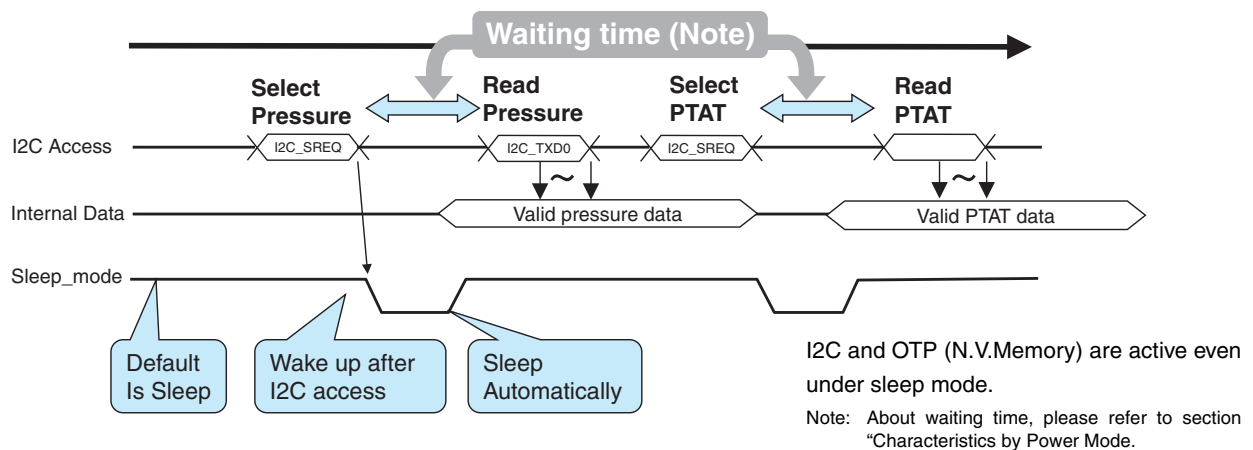 Waiting time (Note)
Select
Pressure
Read
Pressure
Select
PTAT
Read
PTAT
I2C Access
I2C_SREQ
I2C_TXD0
I2C_SREQ
~
~
Internal Data
Valid pressure data
Valid PTAT data
Sleep_mode
Default
Is Sleep
Wake up after
I2C access
Sleep
Automatically
I2C and OTP (N.V.Memory) are active even
under sleep mode.
Note: About waiting time, please refer to section
“Characteristics by Power Mode.